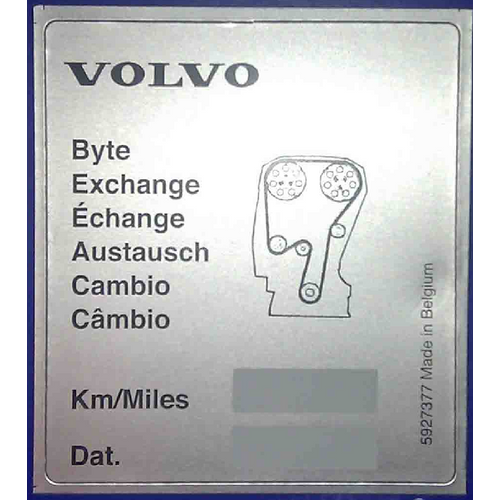 VOLVO
Byte
Exchange
Échange
Austausch
Cambio
Câmbio
Km/Miles
Dat.
5927377 Made in Belgium